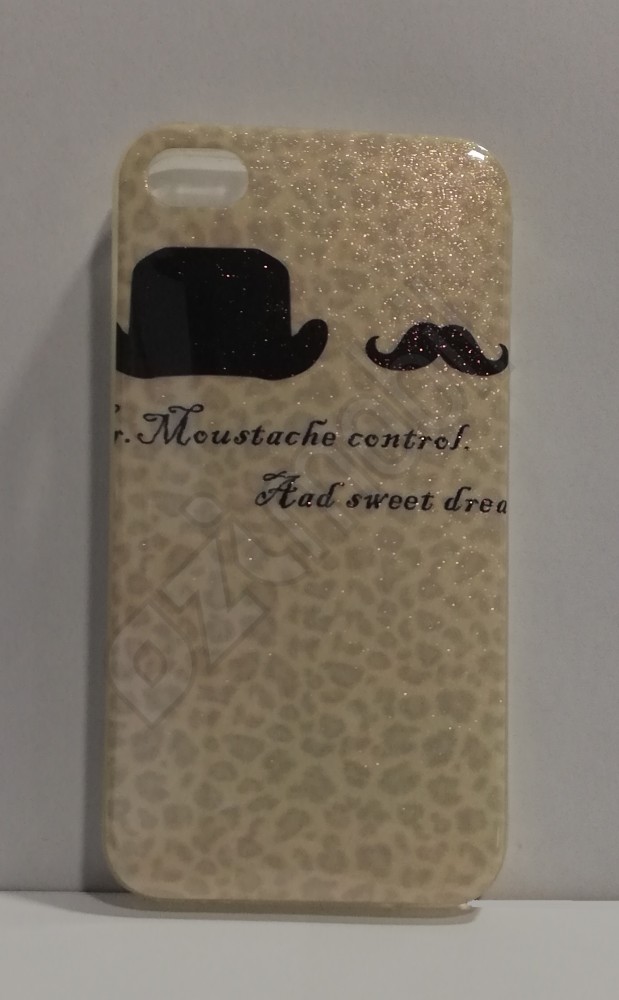 r. Moustache control.
Aad sweet drea